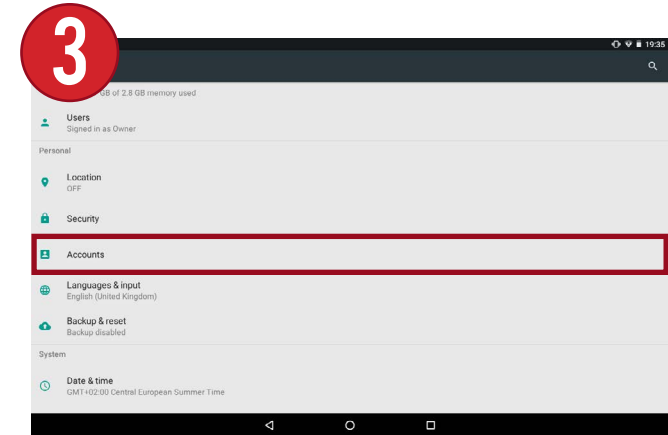 3
19:35
GB of 2.8 GB memory used
Users
Signed in as Owner
Personal
Location
OFF
Security
Accounts
Languages & input
English (United Kingdom)
Backup & reset
Backup disabled
System
Date & time
GMT+02:00 Central European Summer Time